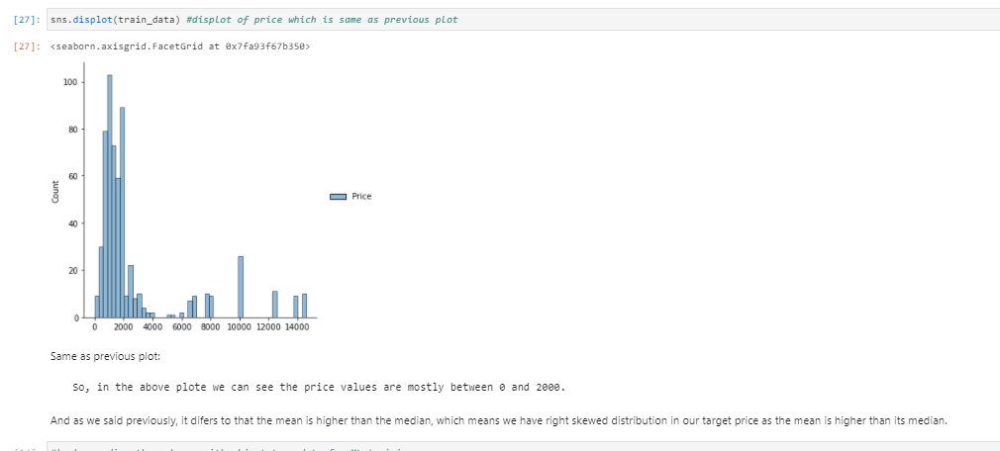 [27]: sns.displot(train_data) #displot of price which is same as previous plot
[27]: <seaborn.axisgrid.FacetGrid at 0x7fa93f67b350>
100
80
60
40
20
0
Count
0 2000 4000 6000 8000 10000 12000 14000
Price
Same as previous plot:
So, in the above plote we can see the price values are mostly between 0 and 2000.
And as we said previously, it difers to that the mean is higher than the median, which means we have right skewed distribution in our target price as the mean is higher than its median.